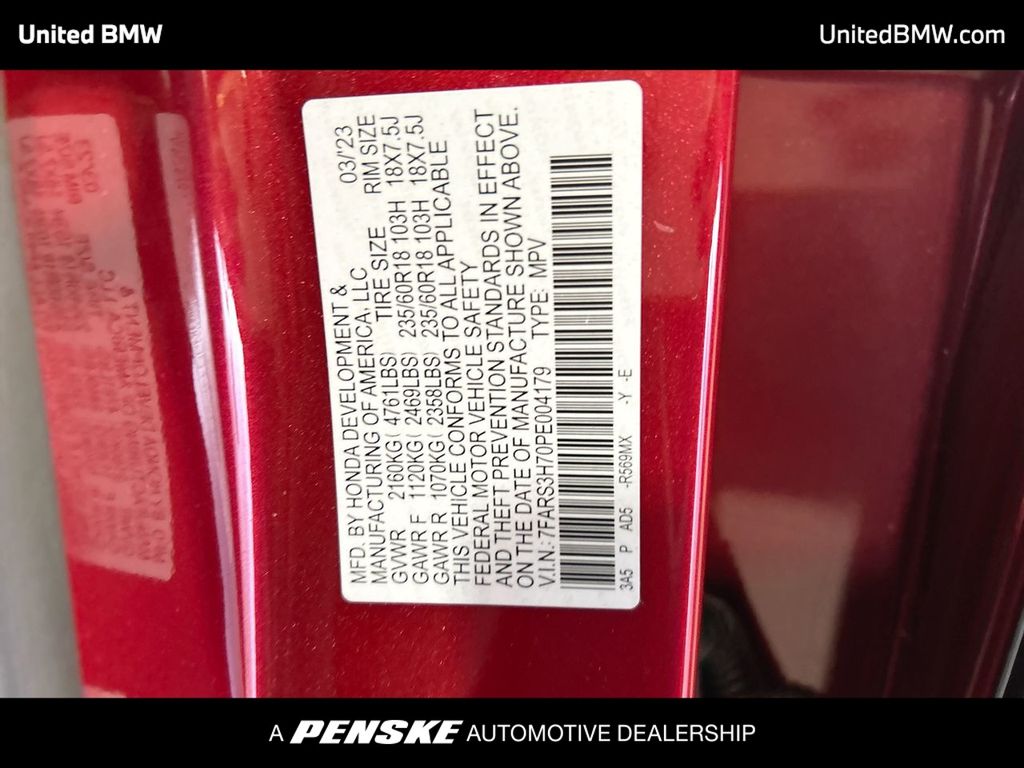 United BMW
UnitedBMW.com
MFD. BY HONDA DEVELOPMENT & 03/'23
MANUFACTURING OF AMERICA, LLC
TIRE SIZE RIM SIZE
GVWR 2160KG( 4761LBS)
GAWR F 1120KG( 2469LBS) 235/60R18 103H 18X7.5J
GAWR R 1070KG( 2358LBS) 235/60R18 103H 18X7.5J
THIS VEHICLE CONFORMS TO ALL APPLICABLE
FEDERAL MOTOR VEHICLE SAFETY
AND THEFT PREVENTION STANDARDS IN EFFECT
ON THE DATE OF MANUFACTURE SHOWN ABOVE.
V.I.N.: 7FARS3H70PE004179 TYPE: MPV
3A5 P AD5 -R569MX -Y -E
A PENSKE AUTOMOTIVE DEALERSHIP